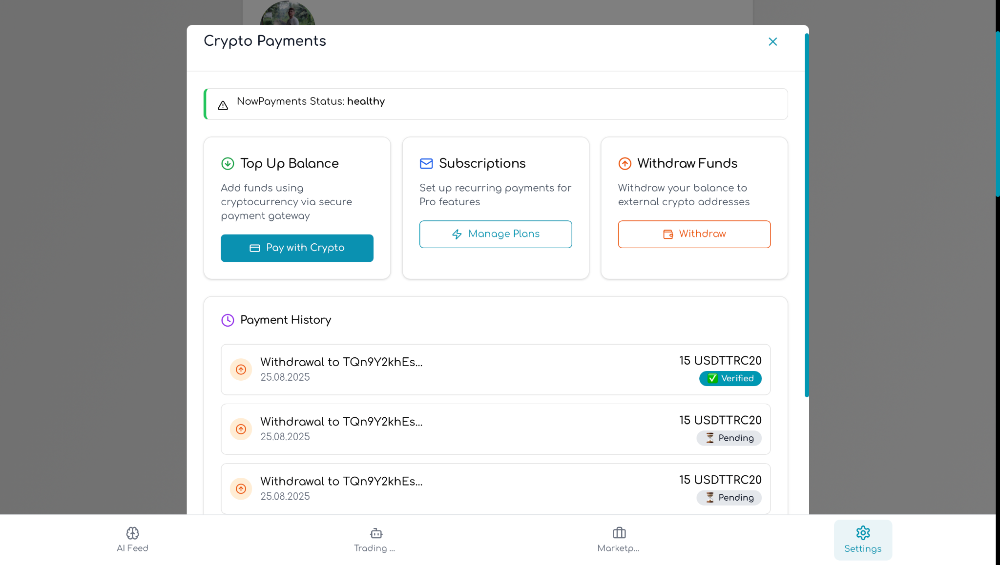 Crypto Payments
NowPayments Status: healthy
Top Up Balance
Add funds using
cryptocurrency via secure
payment gateway
Pay with Crypto
Subscriptions
Set up recurring payments for
Pro features
Manage Plans
Withdraw Funds
Withdraw your balance to
external crypto addresses
Withdraw
Payment History
Withdrawal to TQn9Y2khEs...
25.08.2025
15 USDTTRC20
✅ Verified
Withdrawal to TQn9Y2khEs...
25.08.2025
15 USDTTRC20
⏳ Pending
Withdrawal to TQn9Y2khEs...
25.08.2025
15 USDTTRC20
⏳ Pending
AI Feed
Trading ...
Marketp...
Settings